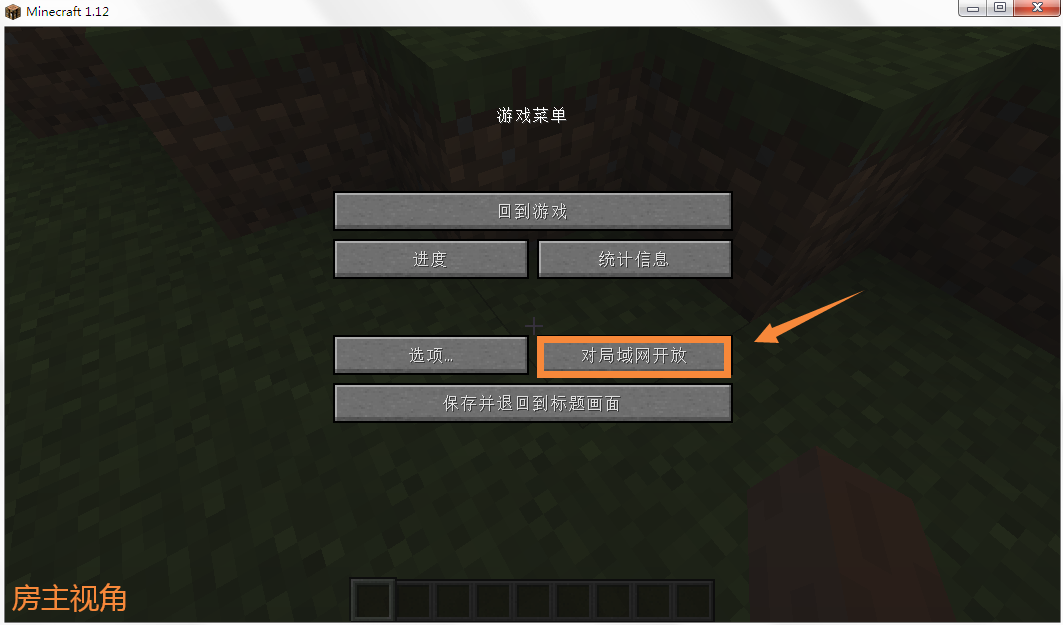 Minecraft 1.12
游戏菜单
回到游戏
进度
统计信息
选项...
对局域网开放
保存并退回到标题画面
房主视角